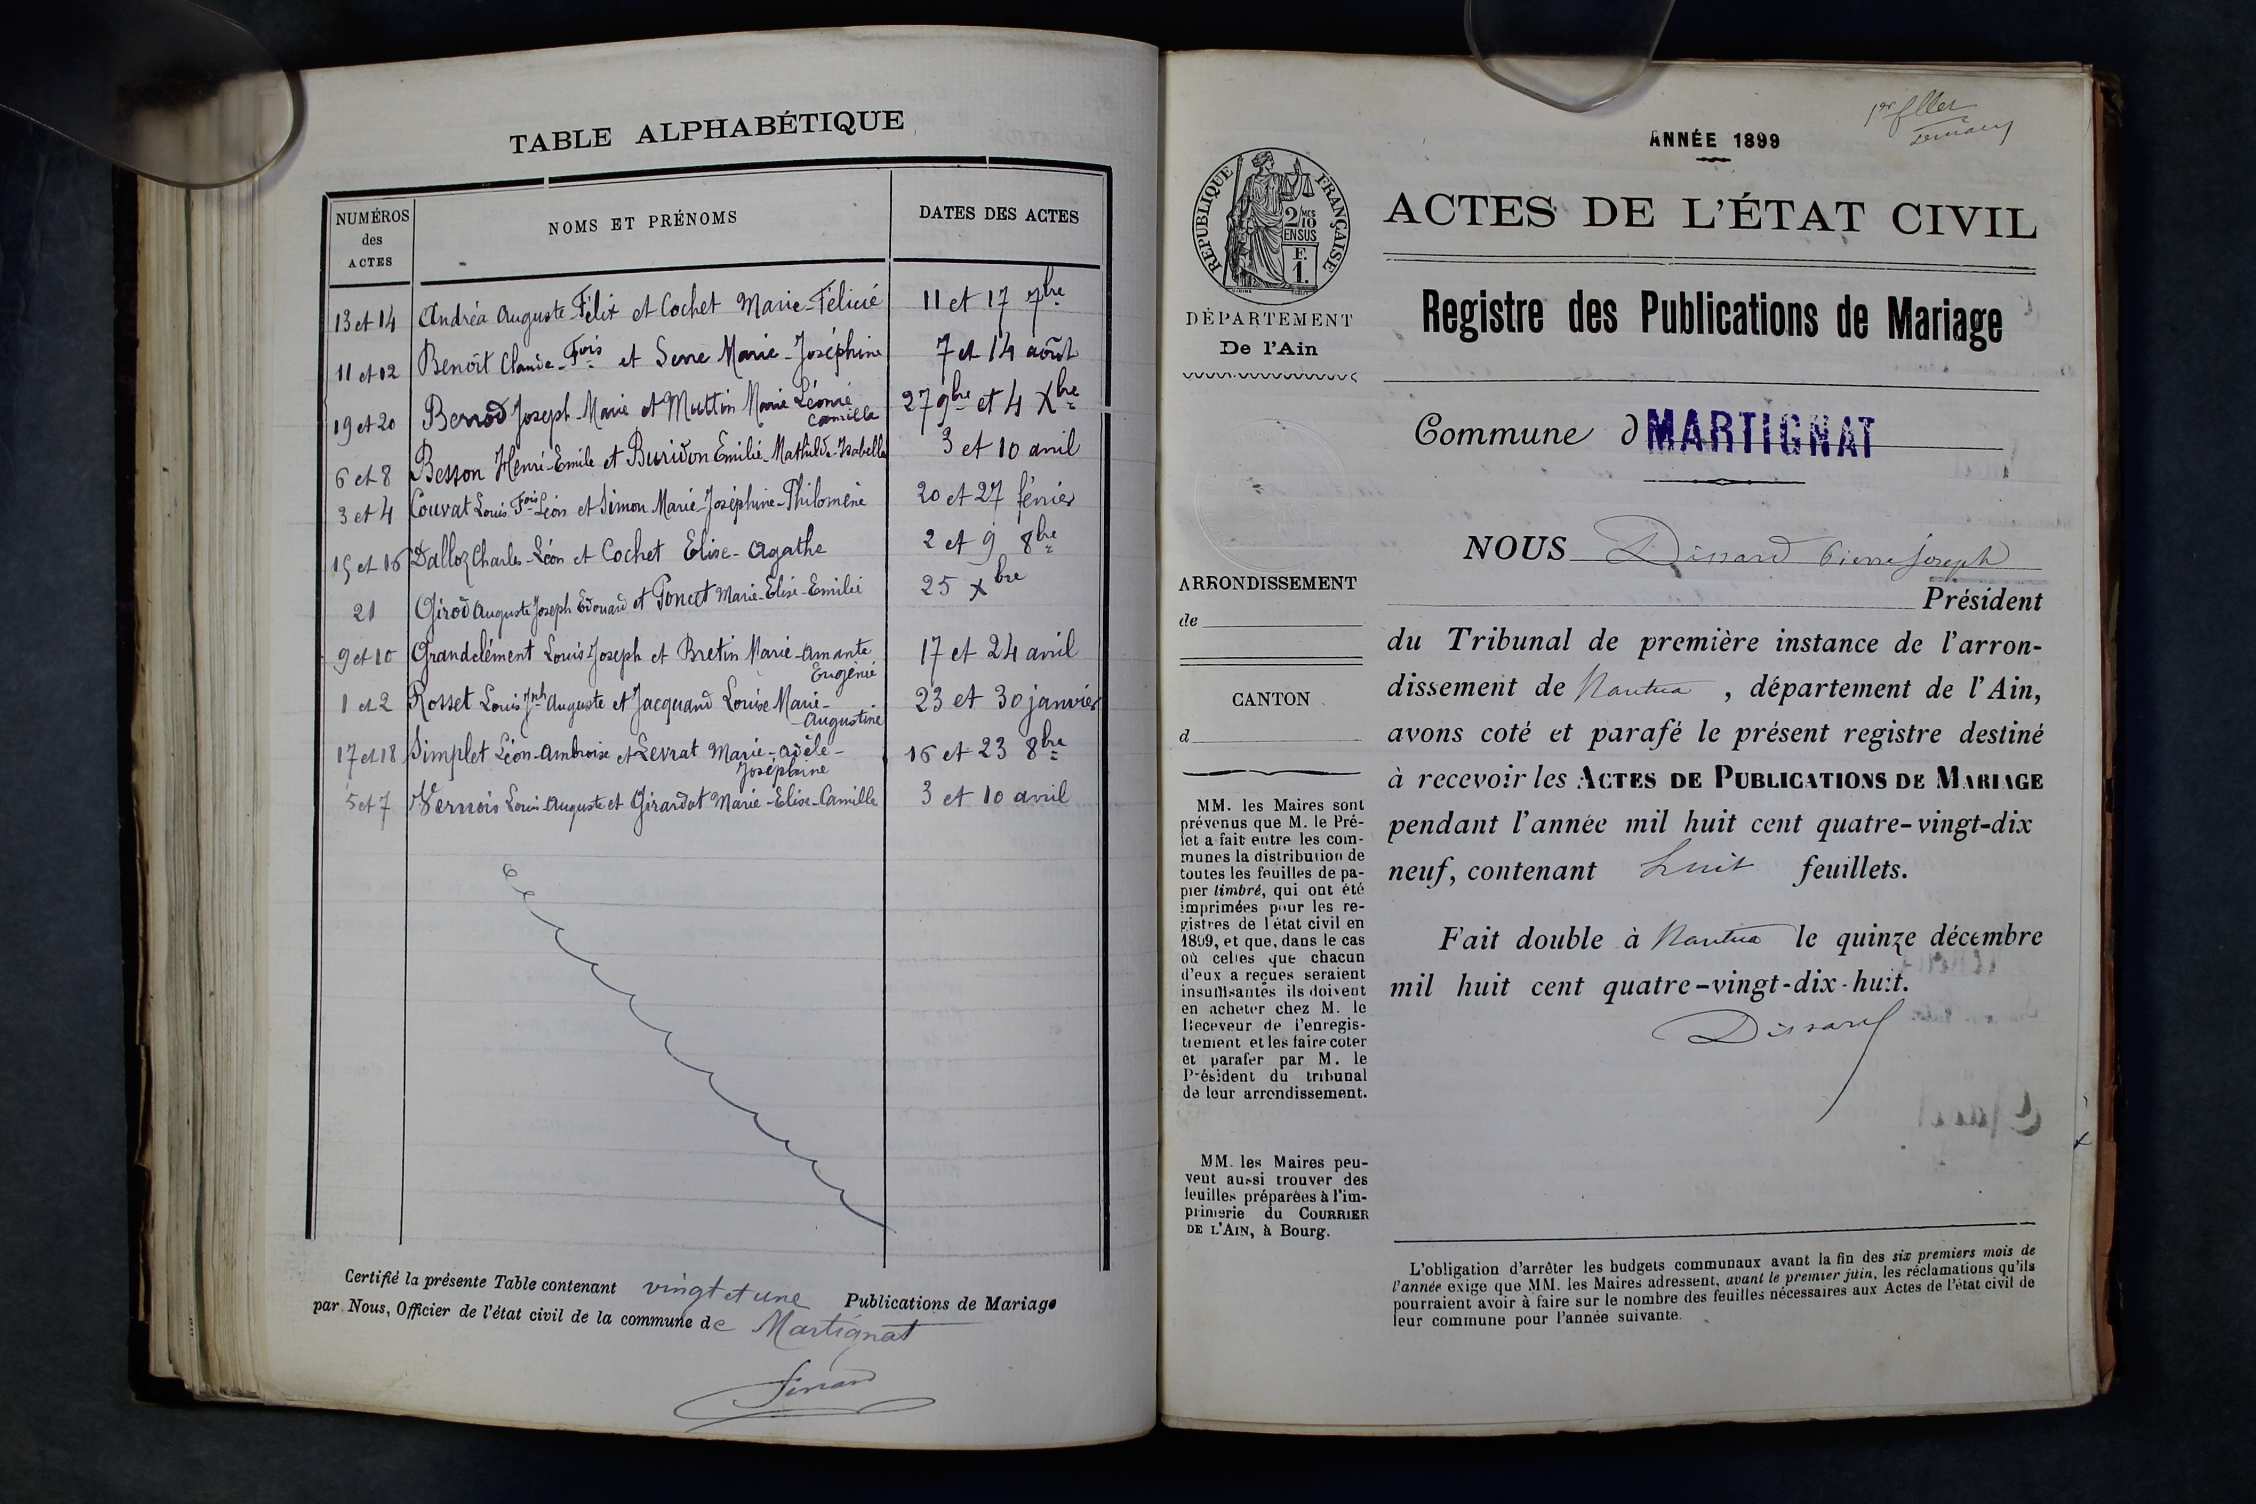 TABLE ALPHABÉTIQUE
NUMÉROS des ACTES
NOMS ET PRÉNOMS
DATES DES ACTES
13 et 14 Andréa Auguste-Félix et Cochet Marie-Félicie 11 et 17 7bre
11 et 12 Benoît Claude-Fois et Serre Marie-Joséphine 7 et 14 août
19 et 20 Berrod Joseph-Marie et Muttin Marie Léonie Camille 27 9bre et 4 Xbre
6 et 8 Besson Henri-Emile et Buridon Emilie-Mathilde-Isabelle 3 et 10 avril
3 et 4 Couvat Louis Fois Léon et Simon Marie-Joséphine-Philomène 20 et 27 février
15 et 16 Dalloz Charles-Léon et Cochet Elise-Agathe 2 et 9 8bre
21 Girod Auguste Joseph Edouard et Poncet Marie-Elise-Emilie 25 Xbre
9 et 10 Grandclément Louis Joseph et Bretin Marie-Amante Eugénie 17 et 24 avril
1 et 2 Rosset Louis Jph Auguste et Jacquand Louise Marie-Augustine 23 et 30 janvier
17 et 18 Simplet Léon-Ambroise et Levrat Marie-Adèle-Joséphine 16 et 23 8bre
5 et 7 Vernois Louis Auguste et Girardot Marie-Elise-Camille 3 et 10 avril
Certifié la présente Table contenant vingt et une Publications de Mariage
par Nous, Officier de l'état civil de la commune de Martignat
1er fllet
ANNÉE 1899
RÉPUBLIQUE FRANÇAISE
2/10 MES
EN SUS
F.
1.
ACTES DE L'ÉTAT CIVIL
Registre des Publications de Mariage
DÉPARTEMENT
De l'Ain
Commune d MARTIGNAT
NOUS Dissard Pierre Joseph
Président
ARRONDISSEMENT
de
CANTON
d
du Tribunal de première instance de l'arron-
dissement de Nantua , département de l'Ain,
avons coté et parafé le présent registre destiné
à recevoir les ACTES DE PUBLICATIONS DE MARIAGE
pendant l'année mil huit cent quatre-vingt-dix
neuf, contenant huit feuillets.
Fait double à Nantua le quinze décembre
mil huit cent quatre-vingt-dix-huit.
Dissard
MM. les Maires sont
prévenus que M. le Pré-
fet a fait entre les com-
munes la distribution de
toutes les feuilles de pa-
pier timbré, qui ont été
imprimées pour les re-
gistres de l'état civil en
1899, et que, dans le cas
où celles que chacun
d'eux a reçues seraient
insuffisantes ils doivent
en acheter chez M. le
Receveur de l'enregis-
trement et les faire coter
et parafer par M. le
Président du tribunal
de leur arrondissement.
MM. les Maires peu-
vent aussi trouver des
feuilles préparées à l'im-
primerie du COURRIER
DE L'AIN, à Bourg.
L'obligation d'arrêter les budgets communaux avant la fin des six premiers mois de
l'année exige que MM. les Maires adressent, avant le premier juin, les réclamations qu'ils
pourraient avoir à faire sur le nombre des feuilles nécessaires aux Actes de l'état civil de
leur commune pour l'année suivante.